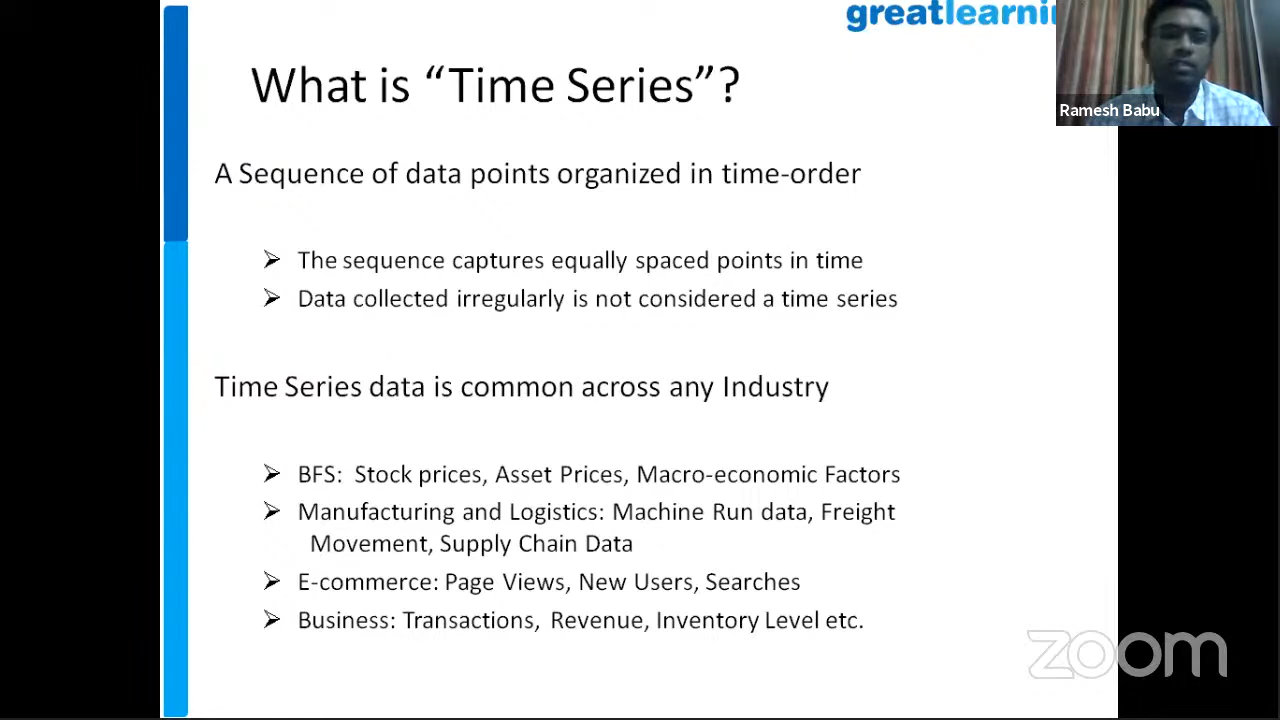 greatlearnin
Ramesh Babu
What is “Time Series”?
A Sequence of data points organized in time-order
➢ The sequence captures equally spaced points in time
➢ Data collected irregularly is not considered a time series
Time Series data is common across any Industry
➢ BFS: Stock prices, Asset Prices, Macro-economic Factors
➢ Manufacturing and Logistics: Machine Run data, Freight
Movement, Supply Chain Data
➢ E-commerce: Page Views, New Users, Searches
➢ Business: Transactions, Revenue, Inventory Level etc.
zoom